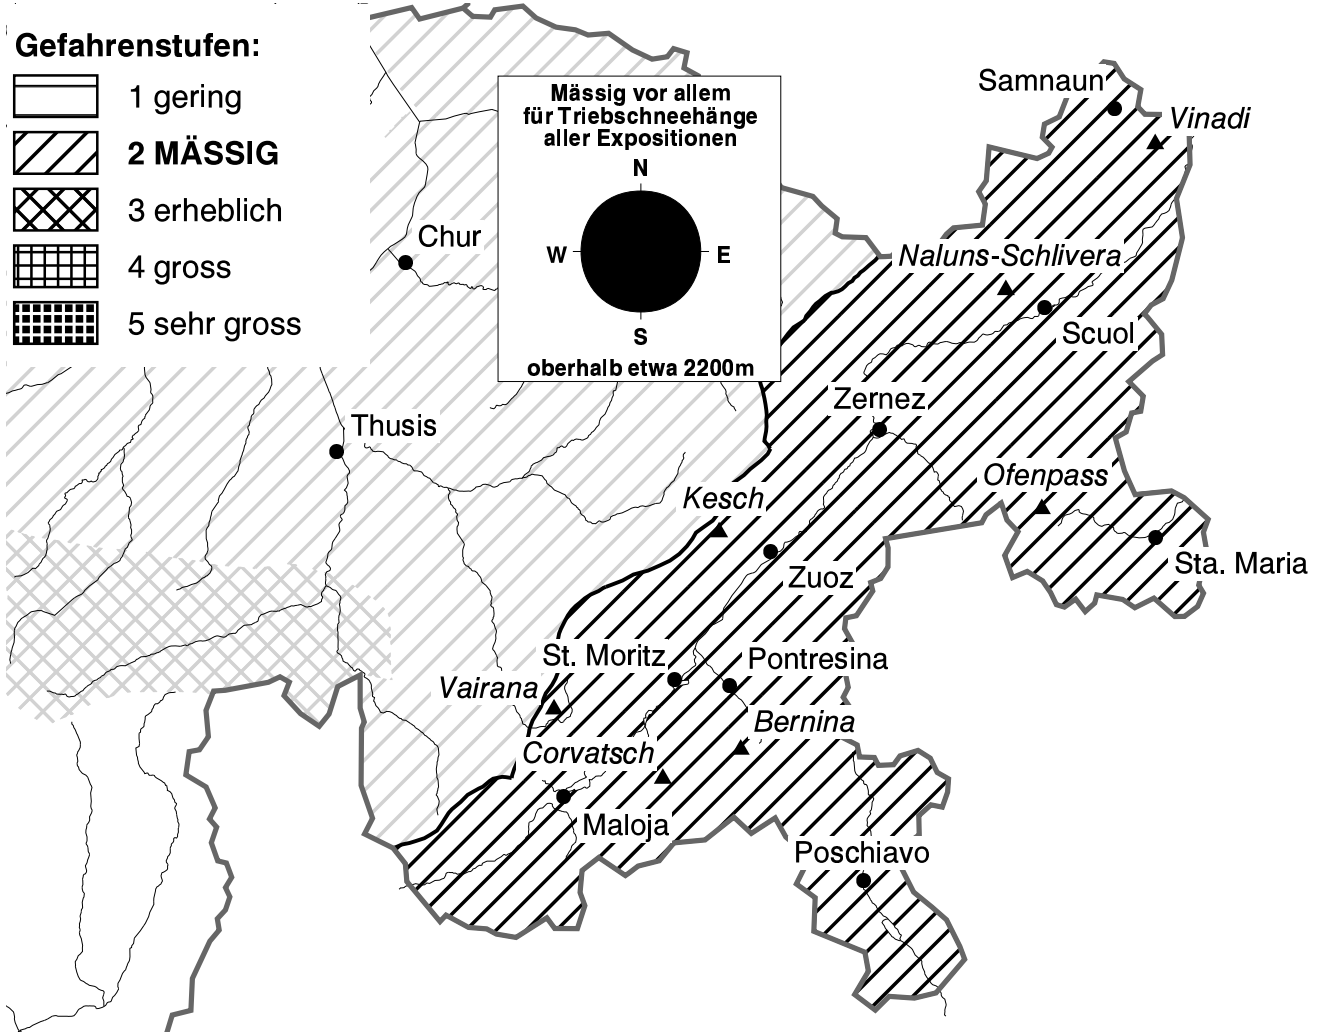 Gefahrenstufen:
1 gering
2 MÄSSIG
3 erheblich
4 gross
5 sehr gross
Mässig vor allem
für Triebschneehänge
aller Expositionen
N
W
E
S
oberhalb etwa 2200m
Samnaun
Vinadi
Chur
Naluns-Schlivera
Scuol
Zernez
Thusis
Ofenpass
Kesch
Sta. Maria
Zuoz
St. Moritz
Pontresina
Vairana
Bernina
Corvatsch
Maloja
Poschiavo